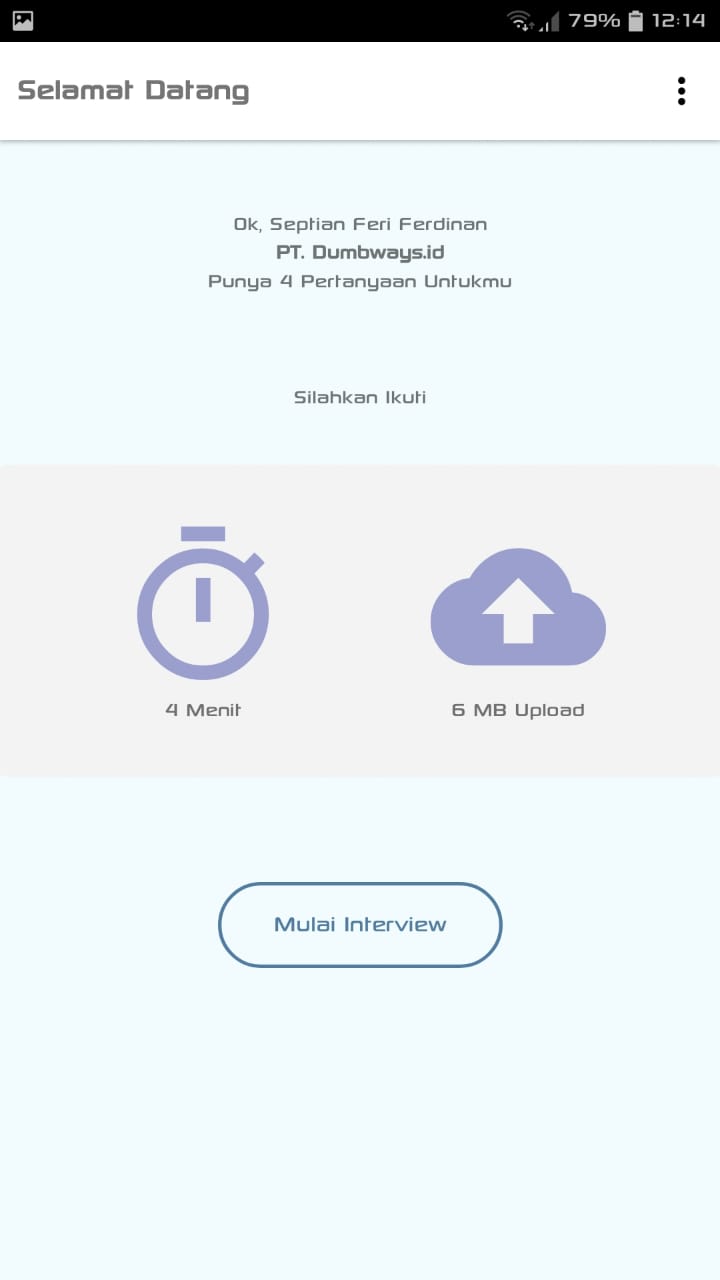 79% 12:14
Selamat Datang
Ok, Septian Feri Ferdinan
PT. Dumbways.id
Punya 4 Pertanyaan Untukmu
Silahkan Ikuti
4 Menit
6 MB Upload
Mulai Interview